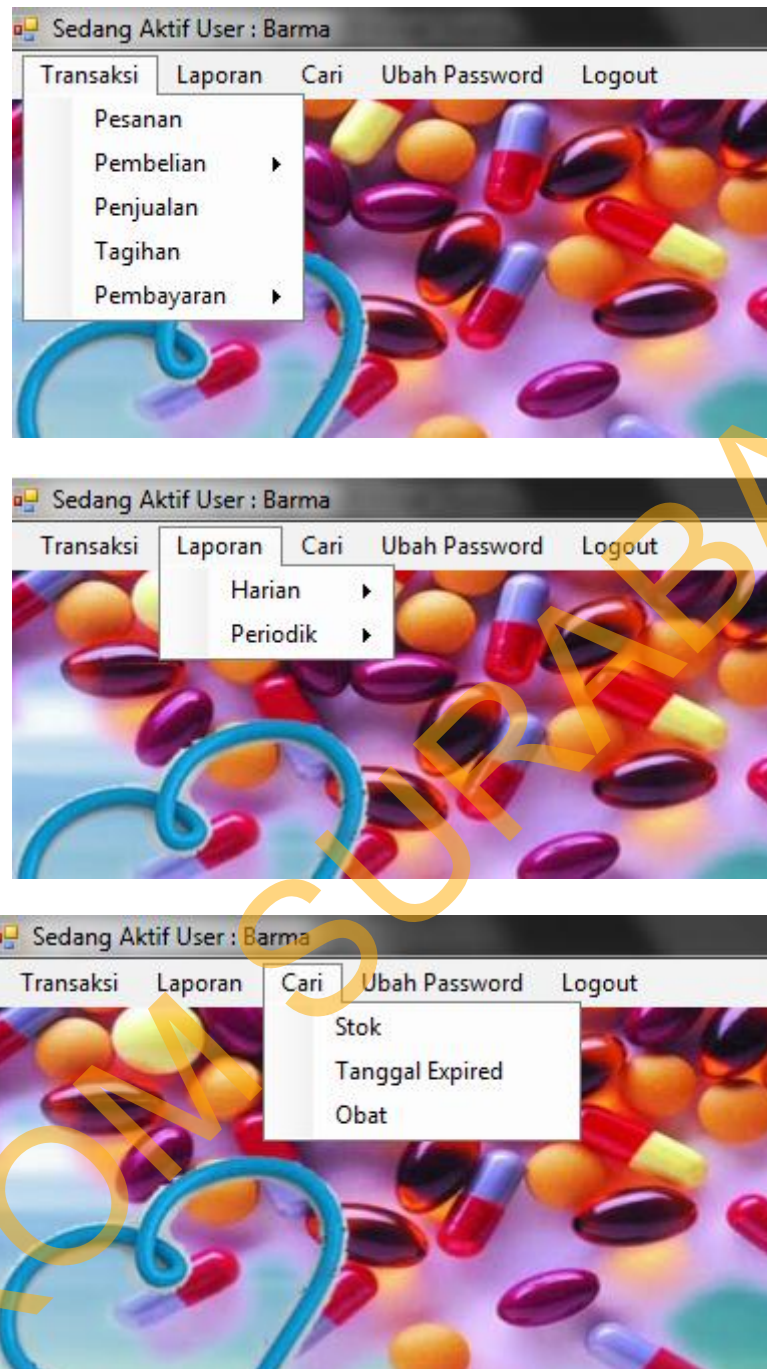 Sedang Aktif User : Barma
Transaksi Laporan Cari Ubah Password Logout
Pesanan
Pembelian
Penjualan
Tagihan
Pembayaran
Sedang Aktif User : Barma
Transaksi Laporan Cari Ubah Password Logout
Harian
Periodik
Sedang Aktif User : Barma
Transaksi Laporan Cari Ubah Password Logout
Stok
Tanggal Expired
Obat